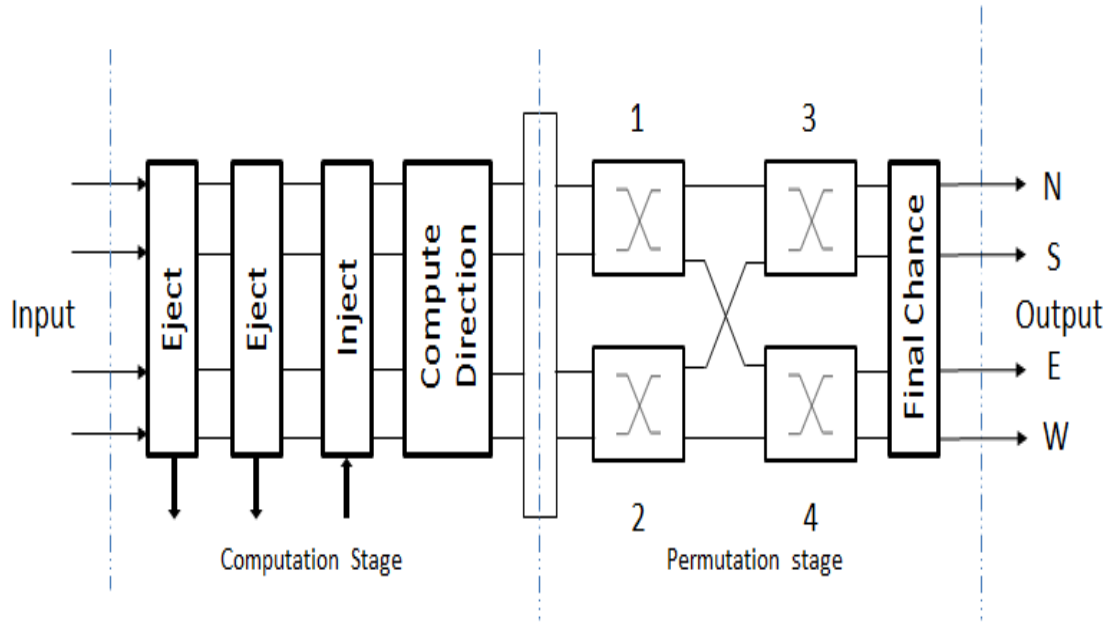 1
3
N
S
Input
Eject
Eject
Inject
Compute
Direction
Final Chance
Output
E
W
2
4
Computation Stage
Permutation stage